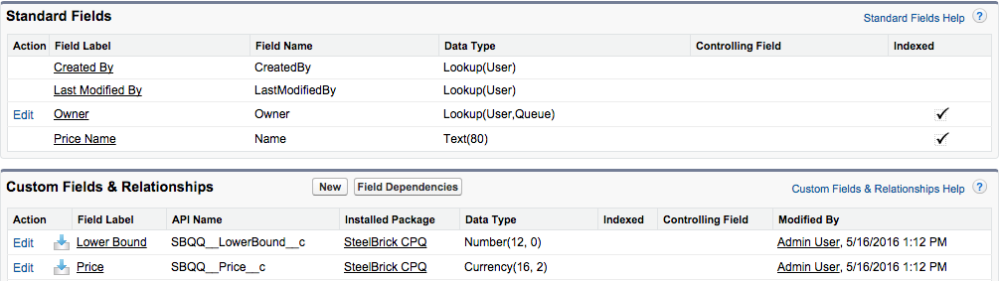 Standard Fields
Standard Fields Help ?
Action Field Label Field Name Data Type Controlling Field Indexed
Created By CreatedBy Lookup(User)
Last Modified By LastModifiedBy Lookup(User)
Edit Owner Owner Lookup(User,Queue)
Price Name Name Text(80)
Custom Fields & Relationships New Field Dependencies Custom Fields & Relationships Help ?
Action Field Label API Name Installed Package Data Type Indexed Controlling Field Modified By
Edit Lower Bound SBQQ__LowerBound__c SteelBrick CPQ Number(12, 0) Admin User, 5/16/2016 1:12 PM
Edit Price SBQQ__Price__c SteelBrick CPQ Currency(16, 2) Admin User, 5/16/2016 1:12 PM